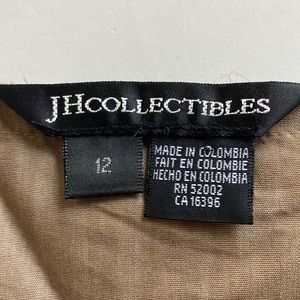 JHCOLLECTIBLES
12
MADE IN COLOMBIA
FAIT EN COLOMBIE
HECHO EN COLOMBIA
RN 52002
CA 16396